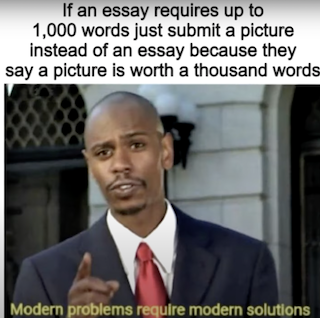 If an essay requires up to
1,000 words just submit a picture
instead of an essay because they
say a picture is worth a thousand words
Modern problems require modern solutions